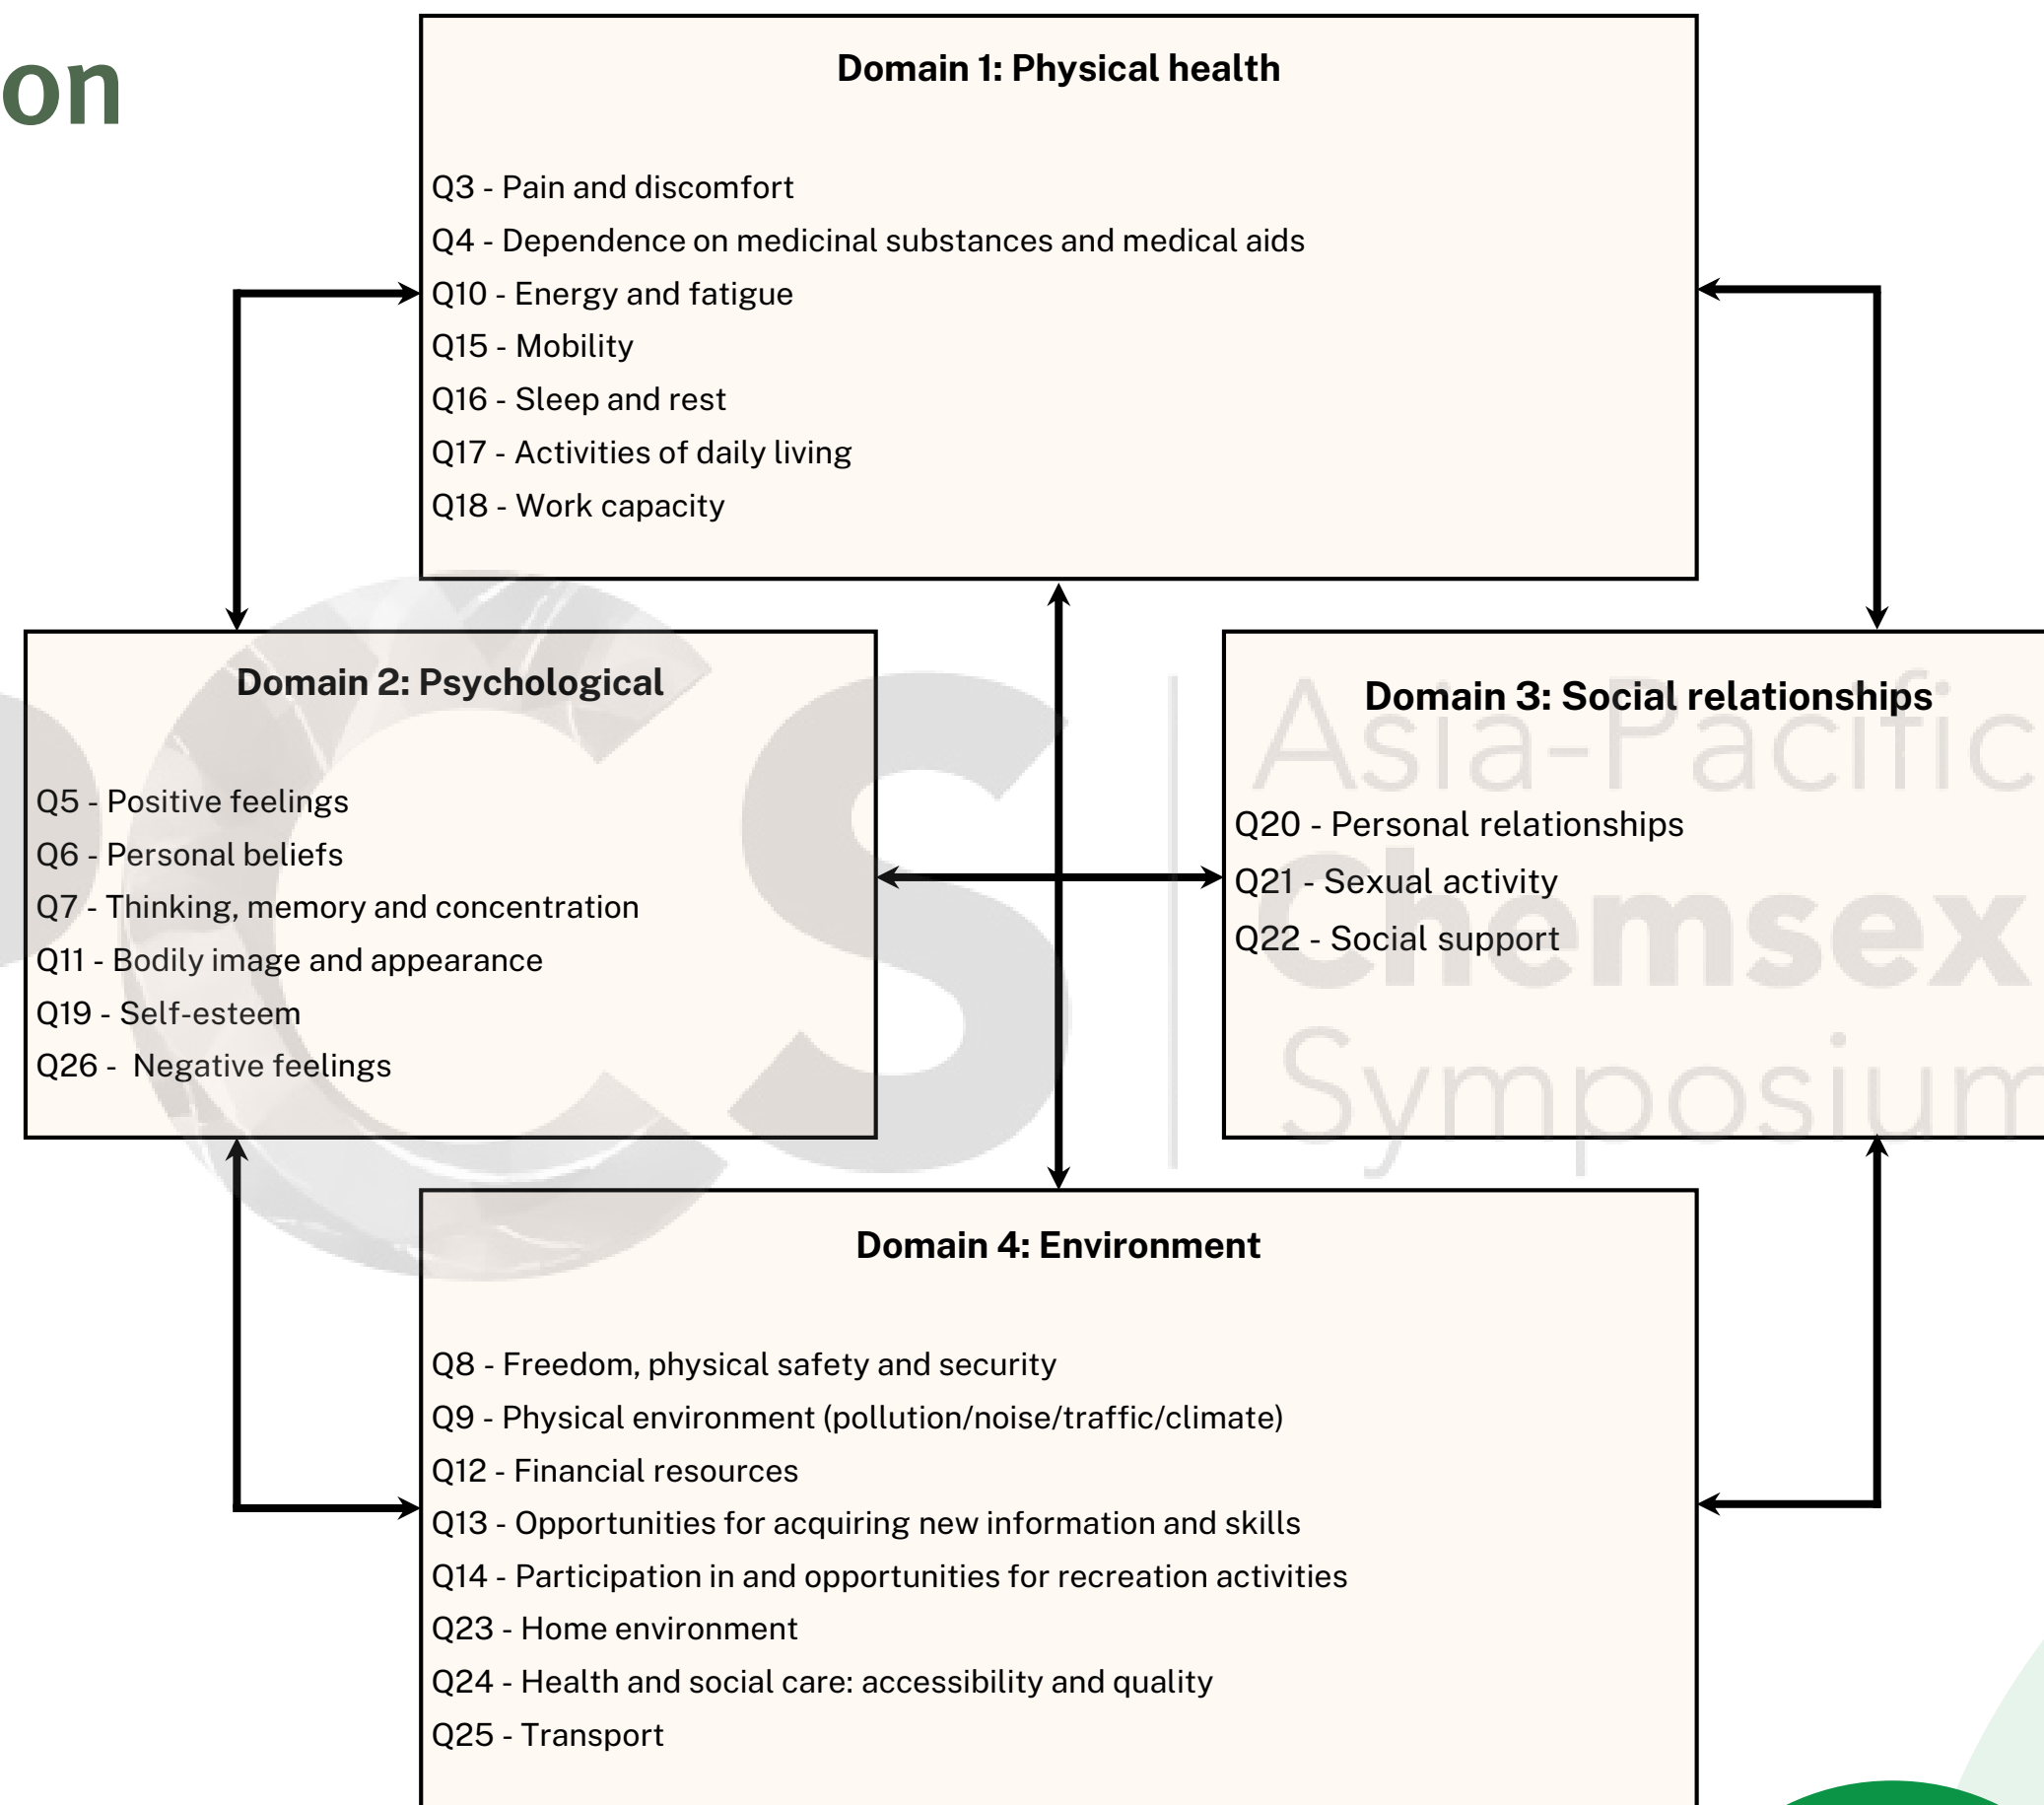 on
Domain 1: Physical health
Q3 - Pain and discomfort
Q4 - Dependence on medicinal substances and medical aids
Q10 - Energy and fatigue
Q15 - Mobility
Q16 - Sleep and rest
Q17 - Activities of daily living
Q18 - Work capacity
Domain 2: Psychological
Q5 - Positive feelings
Q6 - Personal beliefs
Q7 - Thinking, memory and concentration
Q11 - Bodily image and appearance
Q19 - Self-esteem
Q26 -  Negative feelings
Domain 3: Social relationships
Q20 - Personal relationships
Q21 - Sexual activity
Q22 - Social support
PCS
Asia-Pacific
Chemsex
Symposium
Domain 4: Environment
Q8 - Freedom, physical safety and security
Q9 - Physical environment (pollution/noise/traffic/climate)
Q12 - Financial resources
Q13 - Opportunities for acquiring new information and skills
Q14 - Participation in and opportunities for recreation activities
Q23 - Home environment
Q24 - Health and social care: accessibility and quality
Q25 - Transport